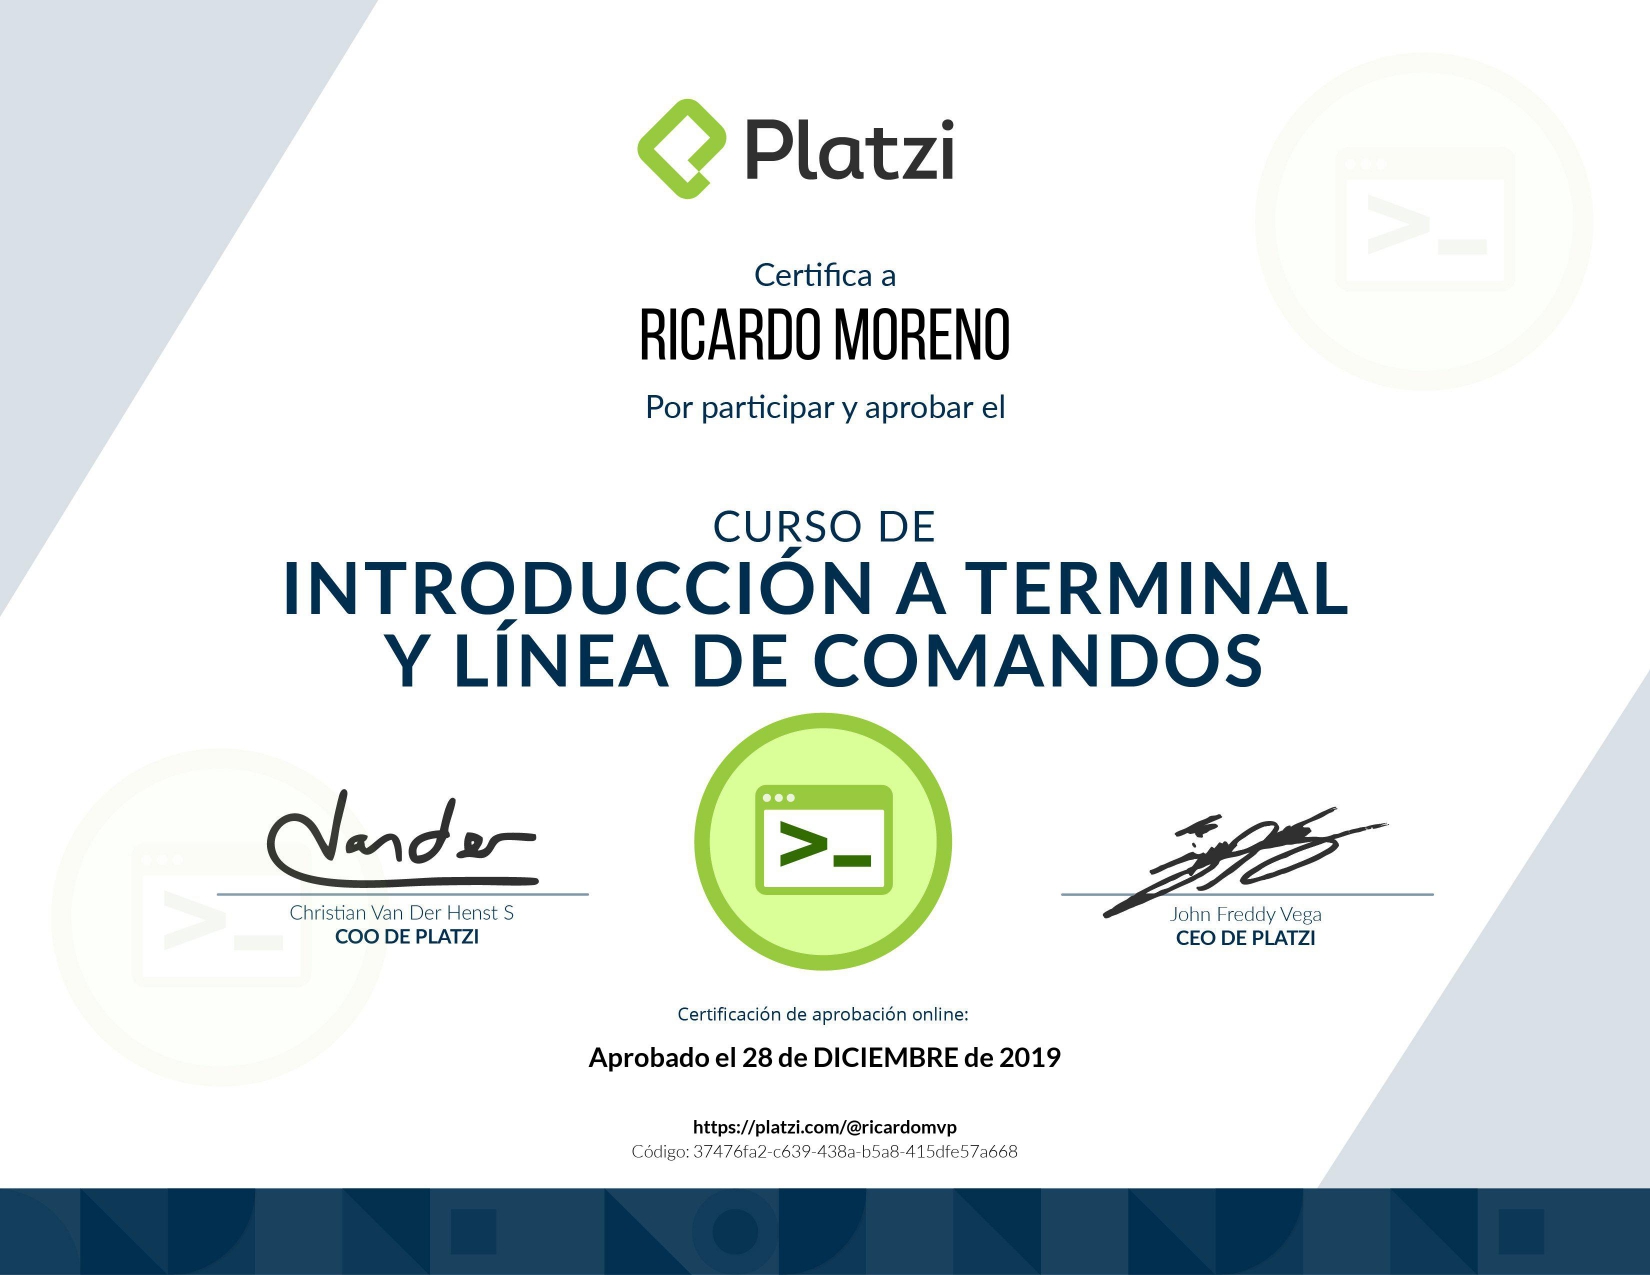 Platzi
Certifica a
RICARDO MORENO
Por participar y aprobar el
CURSO DE
INTRODUCCIÓN A TERMINAL
Y LÍNEA DE COMANDOS
>_
Vander
Christian Van Der Henst S
COO DE PLATZI
John Freddy Vega
CEO DE PLATZI
Certificación de aprobación online:
Aprobado el 28 de DICIEMBRE de 2019
https://platzi.com/@ricardomvp
Código: 37476fa2-c639-438a-b5a8-415dfe57a668